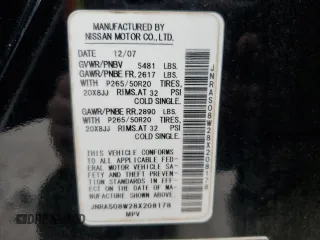 MANUFACTURED BY
NISSAN MOTOR CO.,LTD.
DATE 12/07
GVWR/PNBV 5481 LBS.
GAWR/PNBE FR. 2617 LBS.
WITH P265/50R20 TIRES,
20X8JJ RIMS.AT 32 PSI
COLD SINGLE.
GAWR/PNBE RR. 2890 LBS.
WITH P265/50R20 TIRES,
20X8JJ RIMS.AT 32 PSI
COLD SINGLE.
THIS VEHICLE CONFORMS
TO ALL APPLICABLE FED-
ERAL MOTOR VEHICLE SA-
FETY AND THEFT PREVEN-
TION STANDARDS IN EFF-
ECT ON THE DATE OF MA-
NUFACTURE SHOWN ABOVE.
JNRAS08W28X208178
MPV
JNRAS08W28X208178